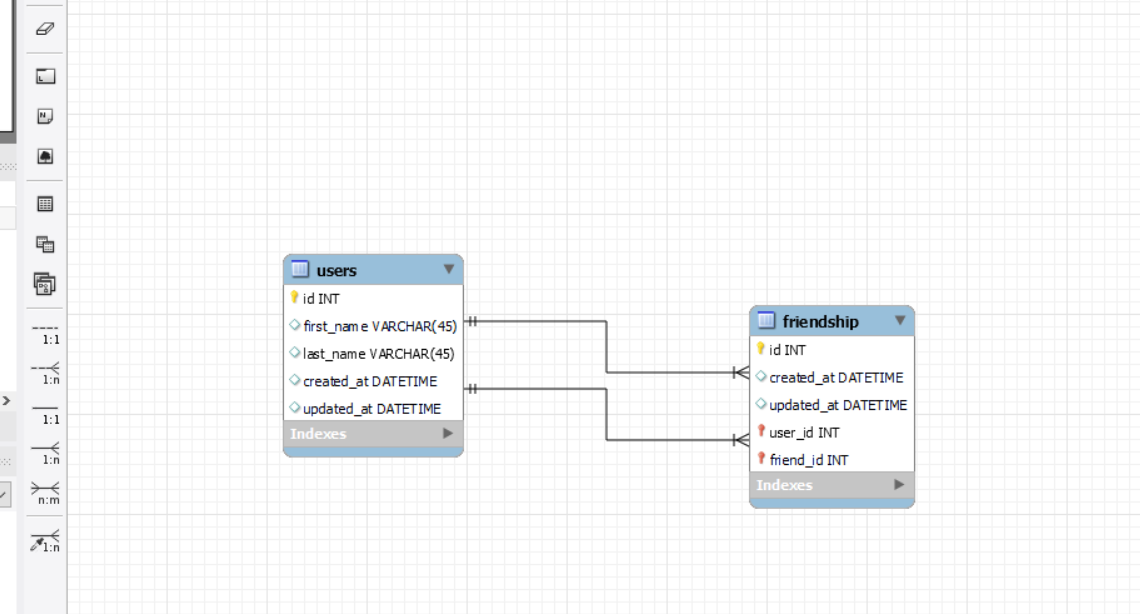 1:1
1:n
1:1
1:n
n:m
1:n
users
id INT
first_name VARCHAR(45)
last_name VARCHAR(45)
created_at DATETIME
updated_at DATETIME
Indexes
friendship
id INT
created_at DATETIME
updated_at DATETIME
user_id INT
friend_id INT
Indexes